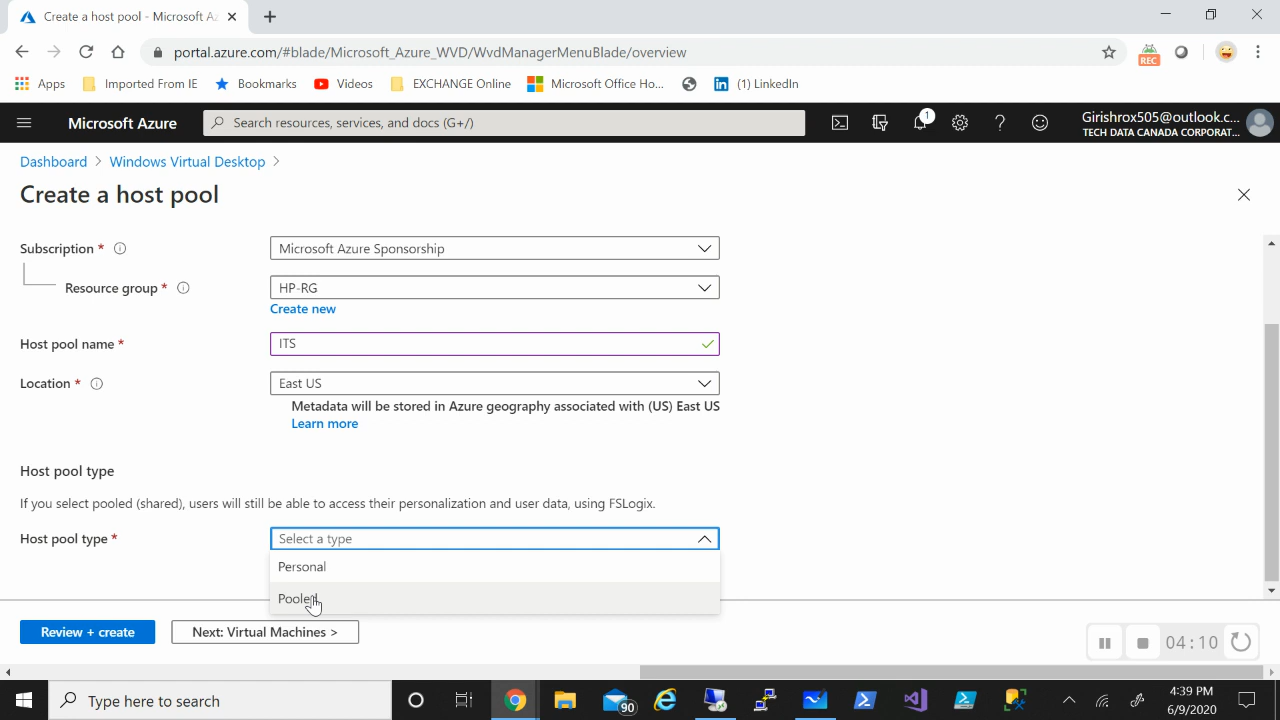 Create a host pool - Microsoft Az
portal.azure.com/#blade/Microsoft_Azure_WVD/WvdManagerMenuBlade/overview
REC
Apps
Imported From IE
Bookmarks
Videos
EXCHANGE Online
Microsoft Office Ho...
(1) LinkedIn
Microsoft Azure
Search resources, services, and docs (G+/)
1
Girishrox505@outlook.c...
TECH DATA CANADA CORPORAT...
Dashboard > Windows Virtual Desktop >
Create a host pool
Subscription *
Microsoft Azure Sponsorship
Resource group *
HP-RG
Create new
Host pool name *
ITS
Location *
East US
Metadata will be stored in Azure geography associated with (US) East US
Learn more
Host pool type
If you select pooled (shared), users will still be able to access their personalization and user data, using FSLogix.
Host pool type *
Select a type
Personal
Pooled
Review + create
Next: Virtual Machines >
04:10
Type here to search
90
4:39 PM
6/9/2020